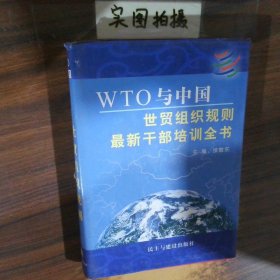 实图拍摄
WTO与中国
世贸组织规则
最新干部培训全书
主 编
民主与建设出版社